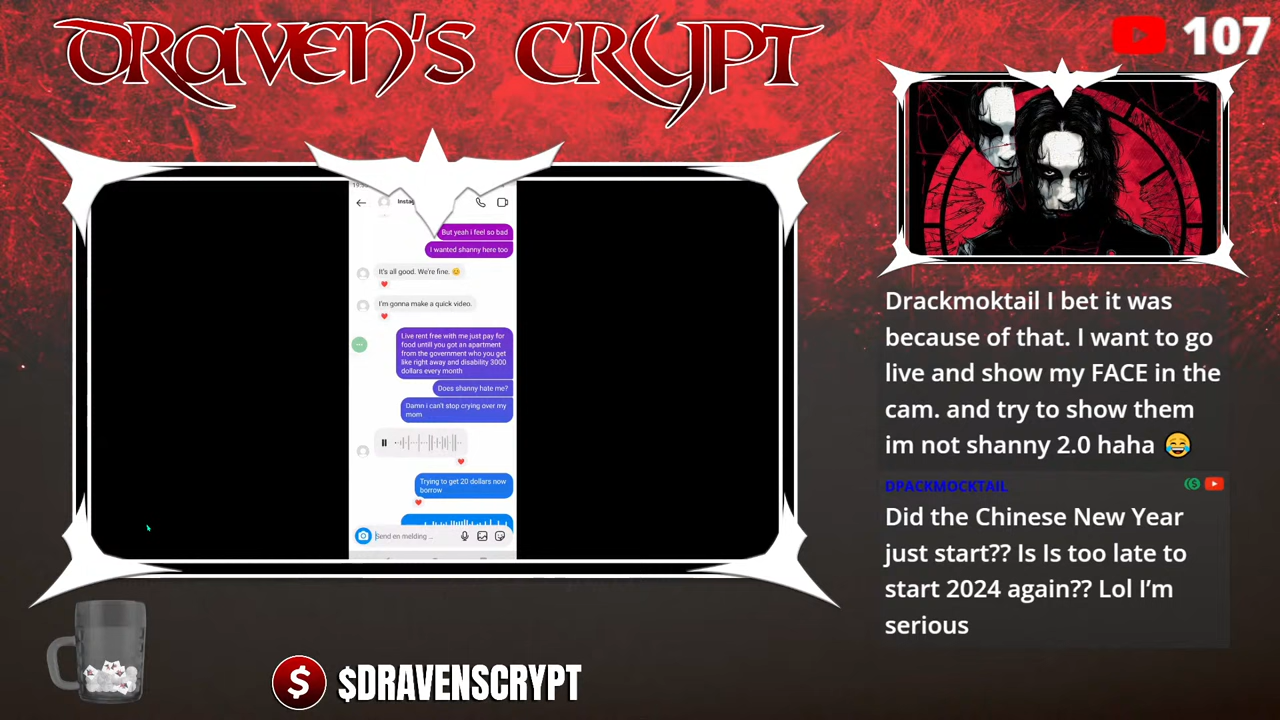 DRAVEN'S CRYPT
107
Insta
But yeah i feel so bad
I wanted shanny here too
It's all good. We're fine. 😊
I'm gonna make a quick video.
Live rent free with me just pay for
food untill you got an apartment
from the government who you get
like right away and disability 3000
dollars every month
Does shanny hate me?
Damn i can't stop crying over my
mom
Trying to get 20 dollars now
borrow
Send en melding ...
Drackmoktail I bet it was
because of that. I want to go
live and show my FACE in the
cam. and try to show them
im not shanny 2.0 haha 😂
DPACKMOCKTAIL
Did the Chinese New Year
just start?? Is Is too late to
start 2024 again?? Lol I'm
serious
$ $DRAVENSCRYPT